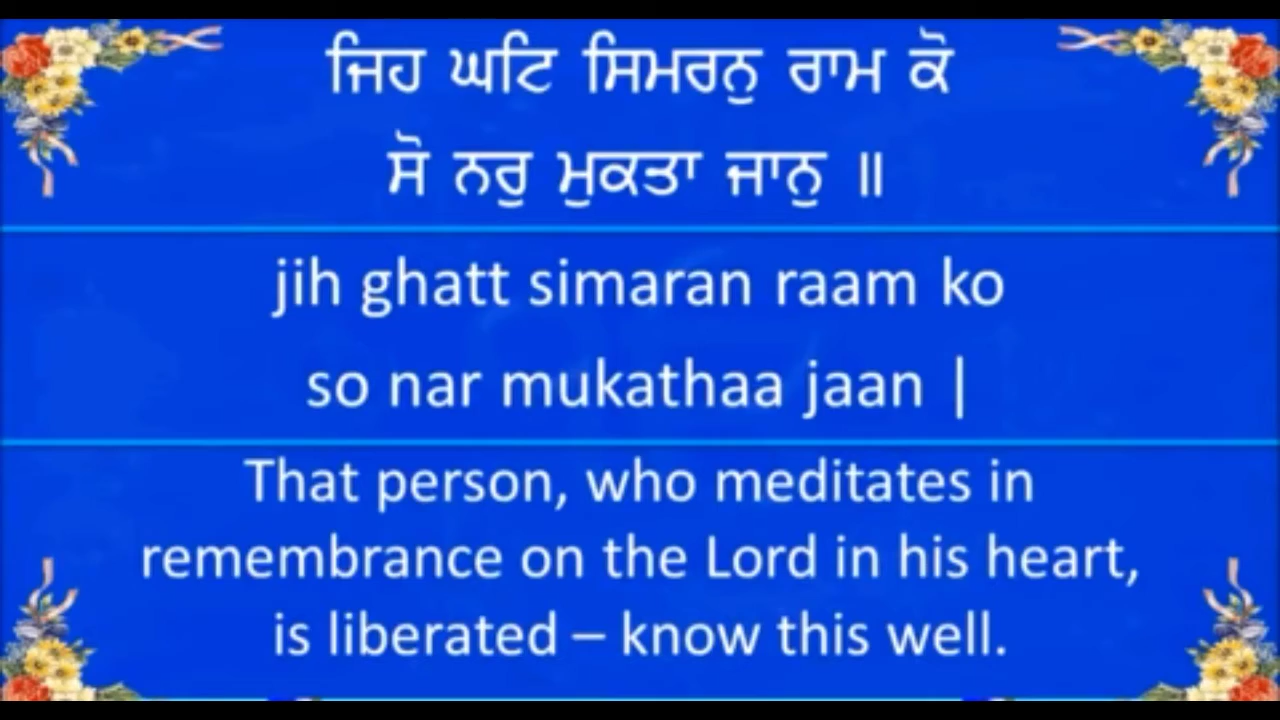 ਜਿਹ ਘਟਿ ਸਿਮਰਨੁ ਰਾਮ ਕੋ
ਸੋ ਨਰੁ ਮੁਕਤਾ ਜਾਨੁ ॥
jih ghatt simaran raam ko
so nar mukathaa jaan |
That person, who meditates in
remembrance on the Lord in his heart,
is liberated – know this well.